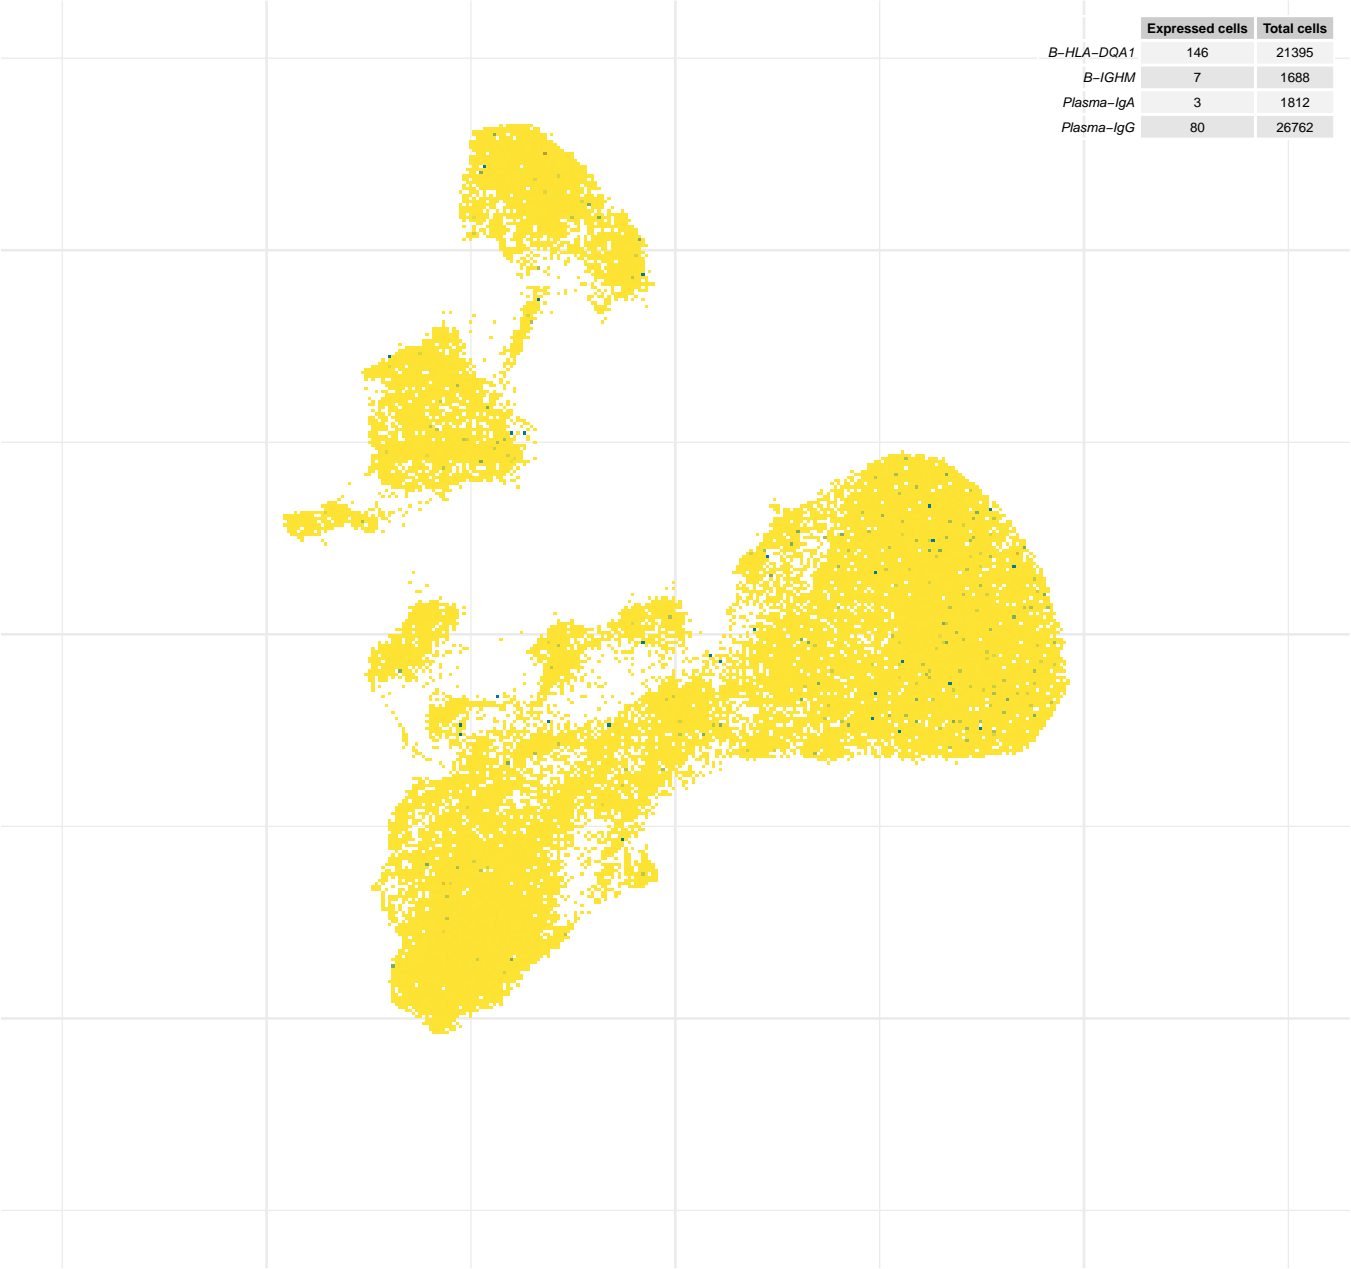 Expressed cells Total cells
B−HLA−DQA1 146 21395
B−IGHM 7 1688
Plasma−IgA 3 1812
Plasma−IgG 80 26762